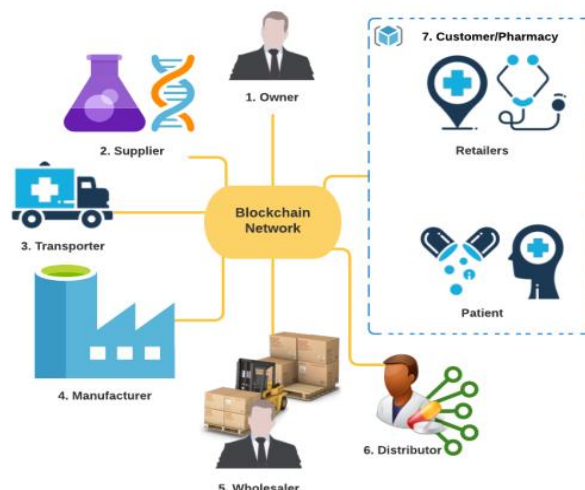 7. Customer/Pharmacy
1. Owner
2. Supplier
Retailers
Blockchain
Network
3. Transporter
Patient
4. Manufacturer
6. Distributor
5. Wholesaler